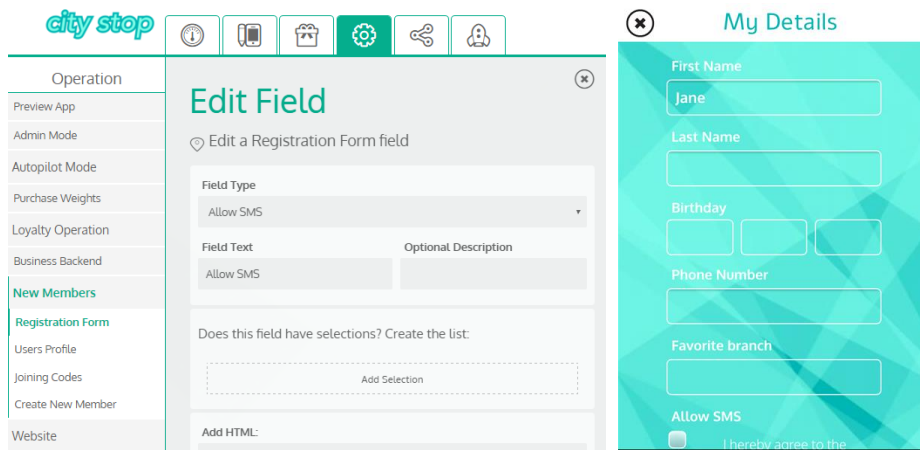 city stop
Operation
Preview App
Admin Mode
Autopilot Mode
Purchase Weights
Loyalty Operation
Business Backend
New Members
Registration Form
Users Profile
Joining Codes
Create New Member
Website
Edit Field
Edit a Registration Form field
Field Type
Allow SMS
Field Text
Optional Description
Allow SMS
Does this field have selections? Create the list:
Add Selection
Add HTML:
My Details
First Name
Jane
Last Name
Birthday
Phone Number
Favorite branch
Allow SMS
I hereby agree to the